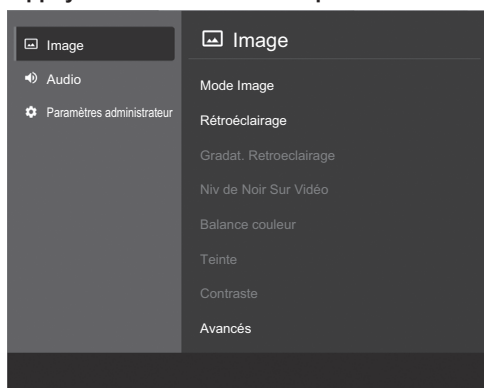 Image
Audio
Paramètres administrateur
Image
Mode Image
Rétroéclairage
Gradat. Retroeclairage
Niv de Noir Sur Vidéo
Balance couleur
Teinte
Contraste
Avancés